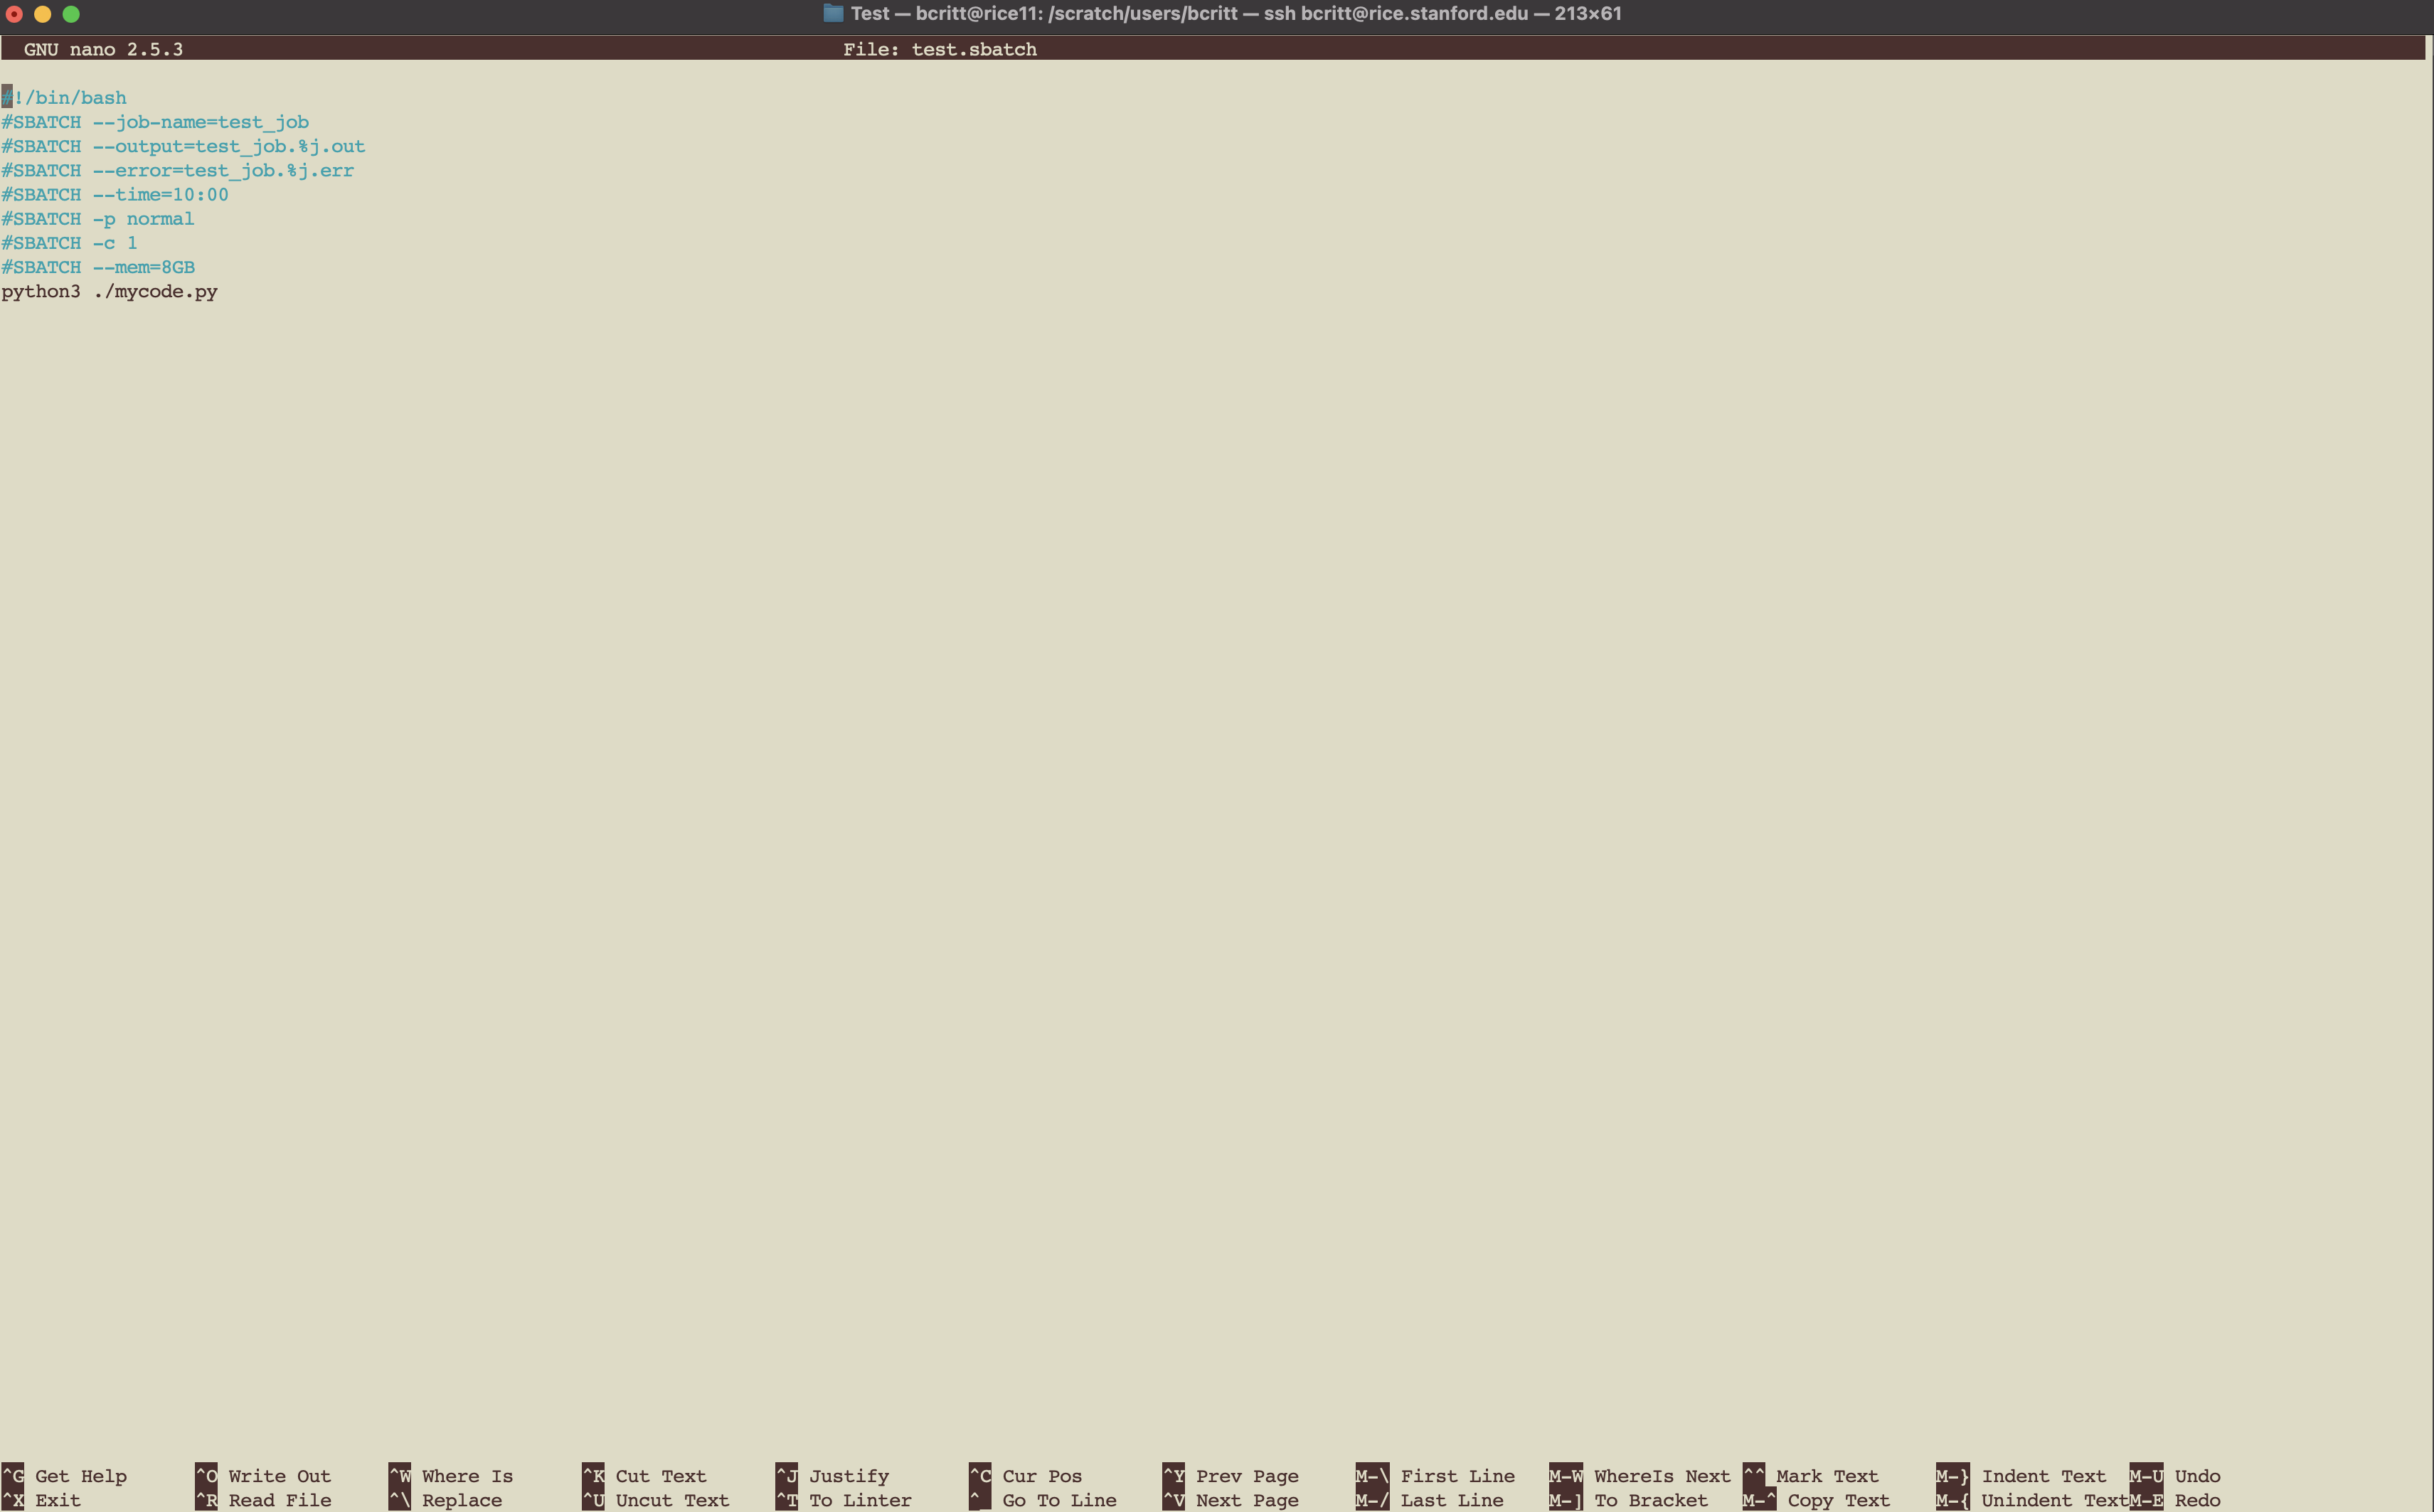 Test — bcritt@rice11: /scratch/users/bcritt — ssh bcritt@rice.stanford.edu — 213×61
GNU nano 2.5.3 File: test.sbatch
#!/bin/bash
#SBATCH --job-name=test_job
#SBATCH --output=test_job.%j.out
#SBATCH --error=test_job.%j.err
#SBATCH --time=10:00
#SBATCH -p normal
#SBATCH -c 1
#SBATCH --mem=8GB
python3 ./mycode.py
^G Get Help ^O Write Out ^W Where Is ^K Cut Text ^J Justify ^C Cur Pos ^Y Prev Page M-\ First Line M-W WhereIs Next ^^ Mark Text M-} Indent Text M-U Undo
^X Exit ^R Read File ^\ Replace ^U Uncut Text ^T To Linter ^_ Go To Line ^V Next Page M-/ Last Line M-] To Bracket M-^ Copy Text M-{ Unindent Text M-E Redo